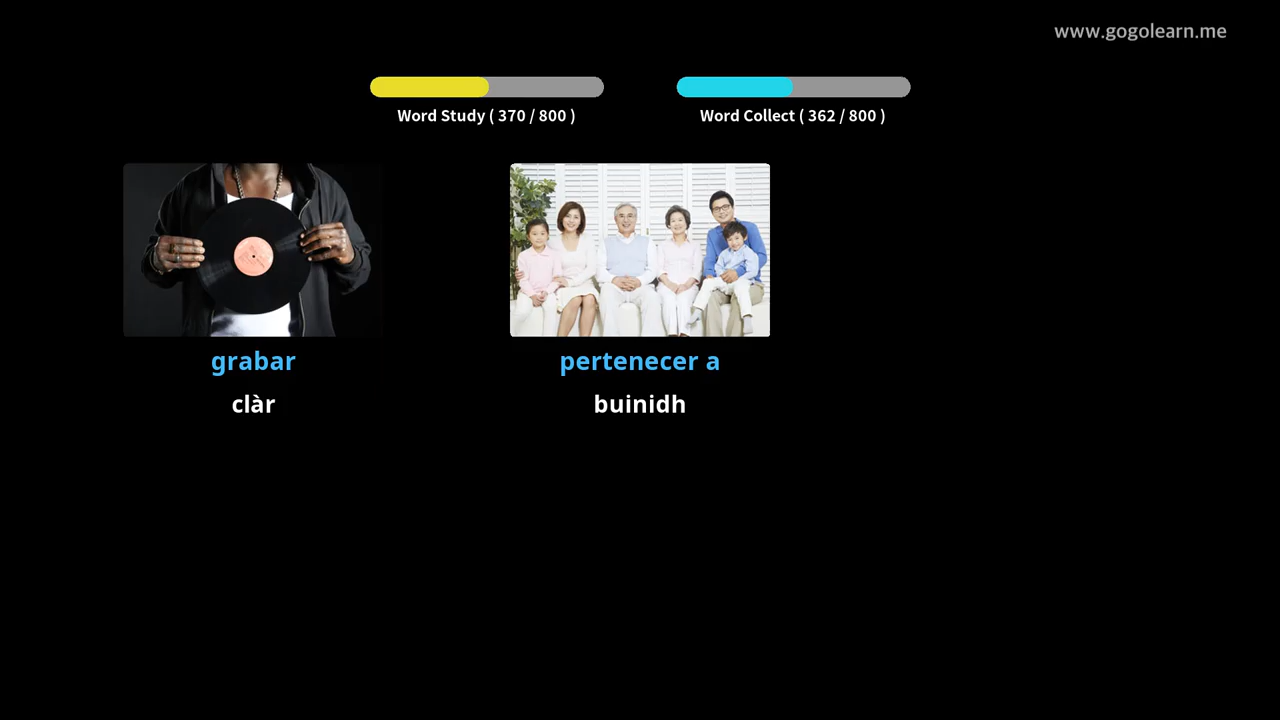 www.gogolearn.me
Word Study ( 370 / 800 )
Word Collect ( 362 / 800 )
grabar
clàr
pertenecer a
buinidh